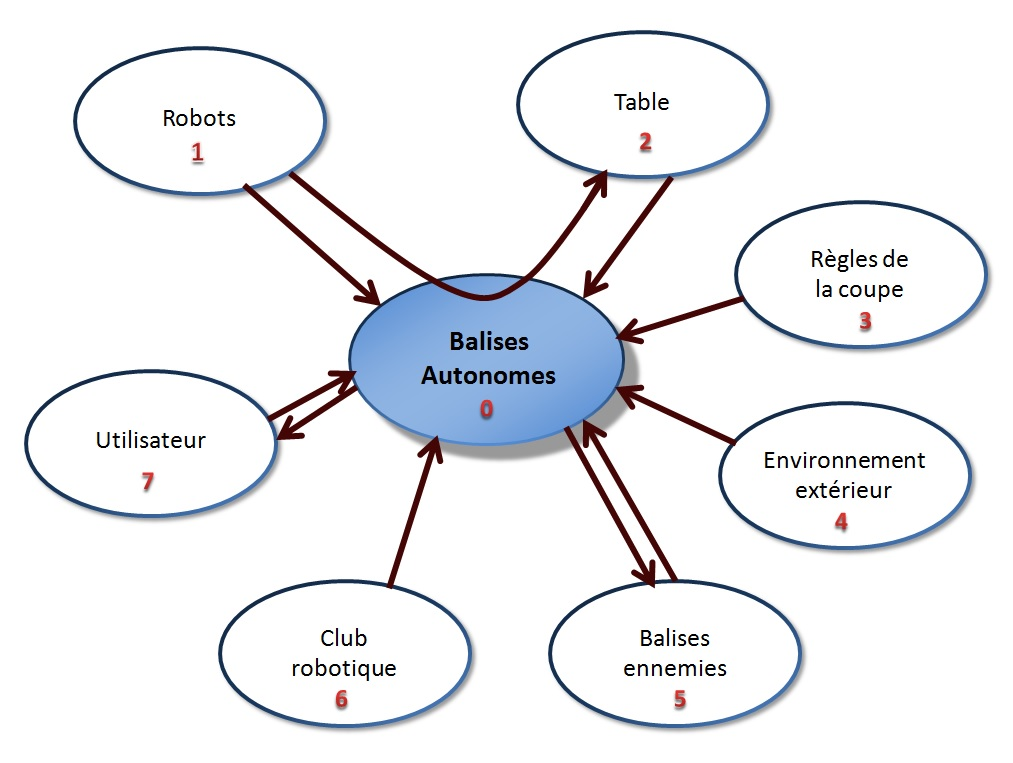 Robots
1
Table
2
Règles de
la coupe
3
Balises
Autonomes
0
Environnement
extérieur
4
Utilisateur
7
Club
robotique
6
Balises
ennemies
5